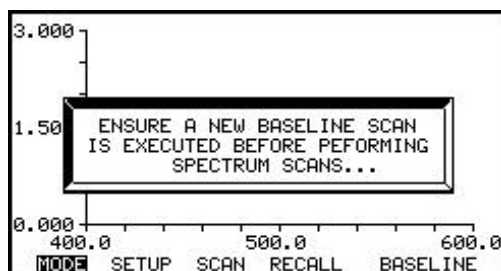 3.000
1.50
ENSURE A NEW BASELINE SCAN
IS EXECUTED BEFORE PEFORMING
SPECTRUM SCANS...
0.000
400.0 500.0 600.0
MODE SETUP SCAN RECALL BASELINE